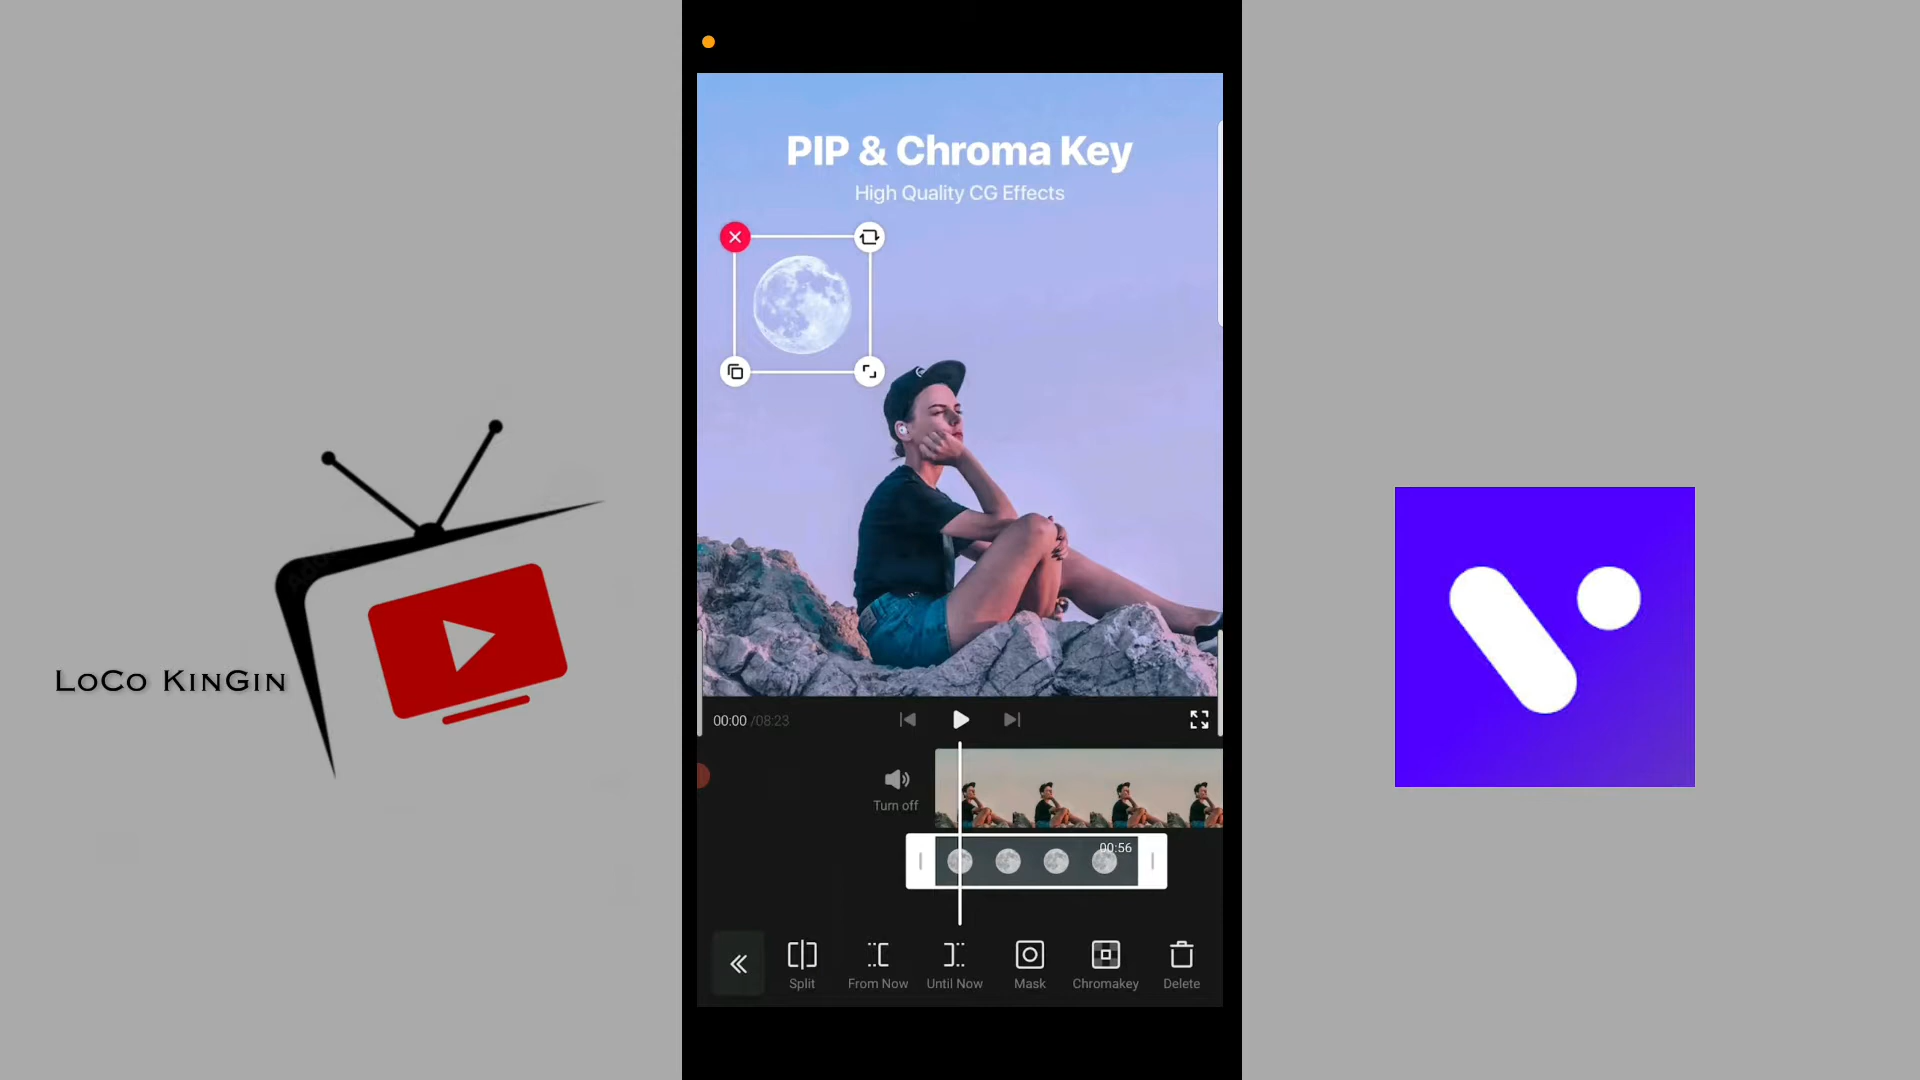 PIP & Chroma Key
High Quality CG Effects
LoCo KinGin
00:00 /08:23
Turn off
00:56
Split
From Now
Until Now
Mask
Chromakey
Delete